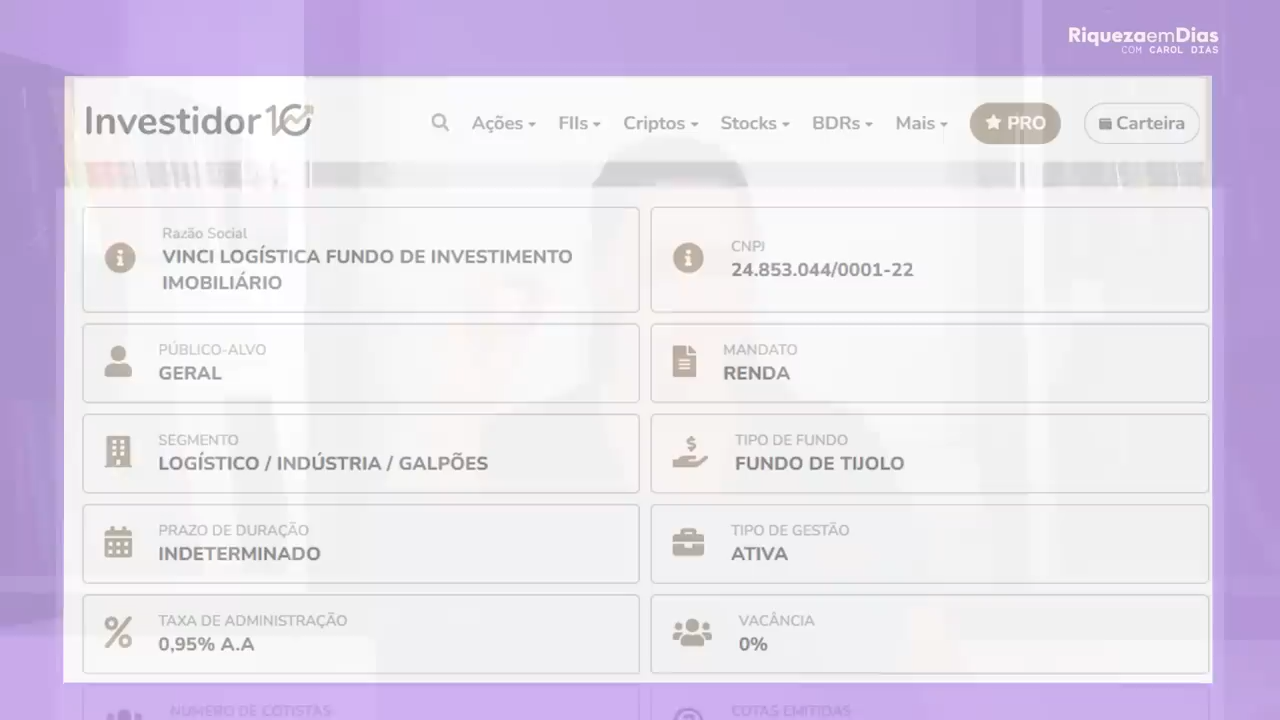 RiquezaemDias
COM CAROL DIAS
Investidor10
Ações
FIIs
Criptos
Stocks
BDRs
Mais
PRO
Carteira
Razão Social
VINCI LOGÍSTICA FUNDO DE INVESTIMENTO
IMOBILIÁRIO
CNPJ
24.853.044/0001-22
PÚBLICO-ALVO
GERAL
MANDATO
RENDA
SEGMENTO
LOGÍSTICO / INDÚSTRIA / GALPÕES
TIPO DE FUNDO
FUNDO DE TIJOLO
PRAZO DE DURAÇÃO
INDETERMINADO
TIPO DE GESTÃO
ATIVA
TAXA DE ADMINISTRAÇÃO
0,95% A.A
VACÂNCIA
0%
NUMERO DE COTISTAS
COTAS EMITIDAS